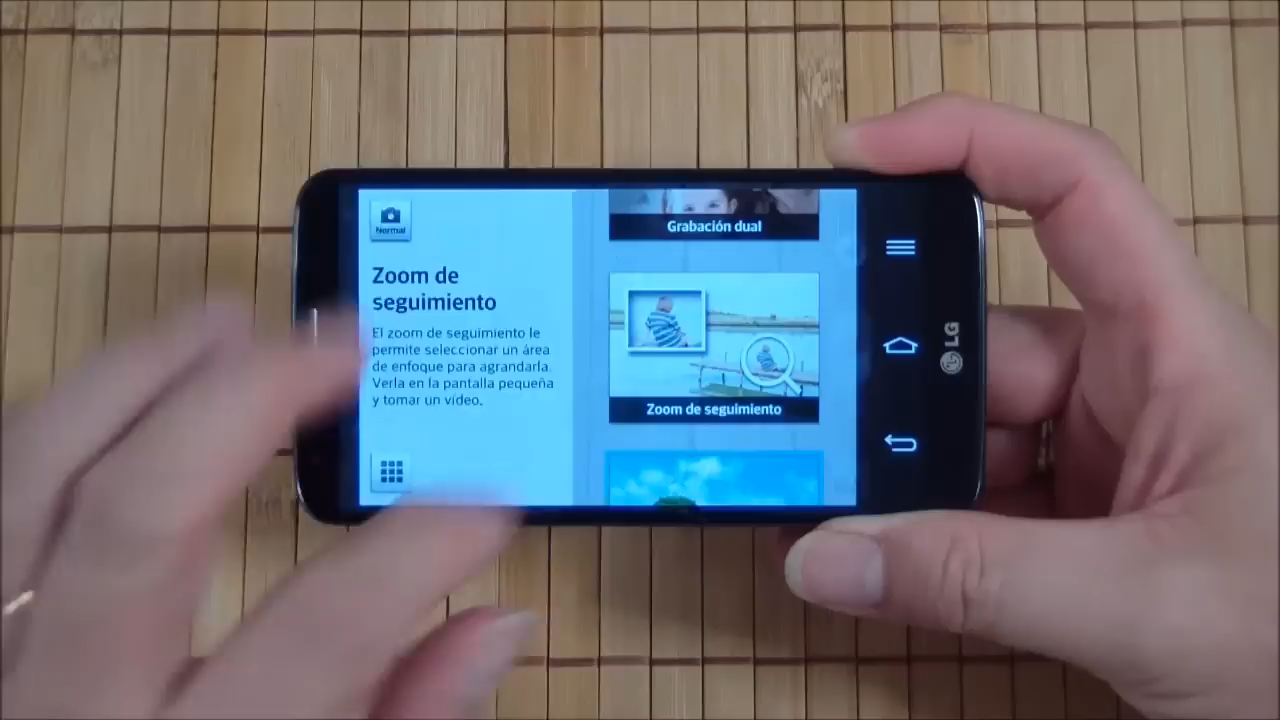 Normal
Zoom de
seguimiento
El zoom de seguimiento le
permite seleccionar un área
de enfoque para agrandarla.
Verla en la pantalla pequeña
y tomar un vídeo.
Grabación dual
Zoom de seguimiento
LG